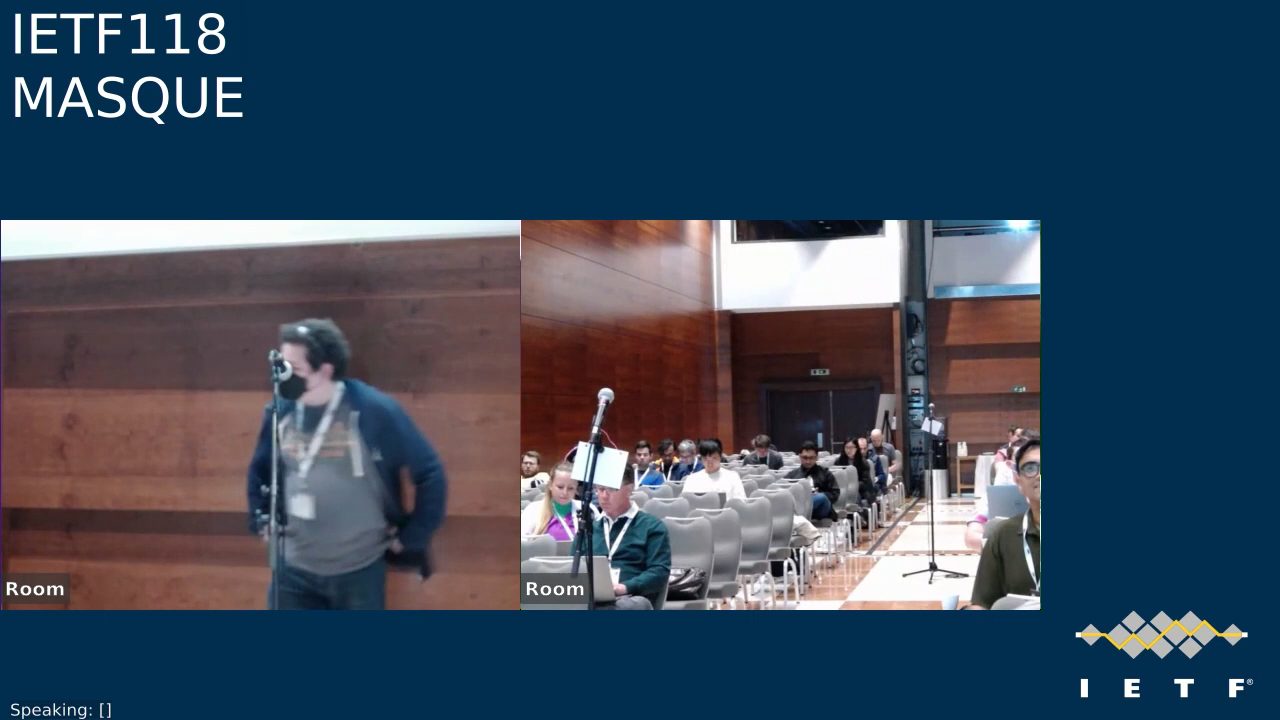 IETF118
MASQUE
Room
Room
I E T F®
Speaking: []